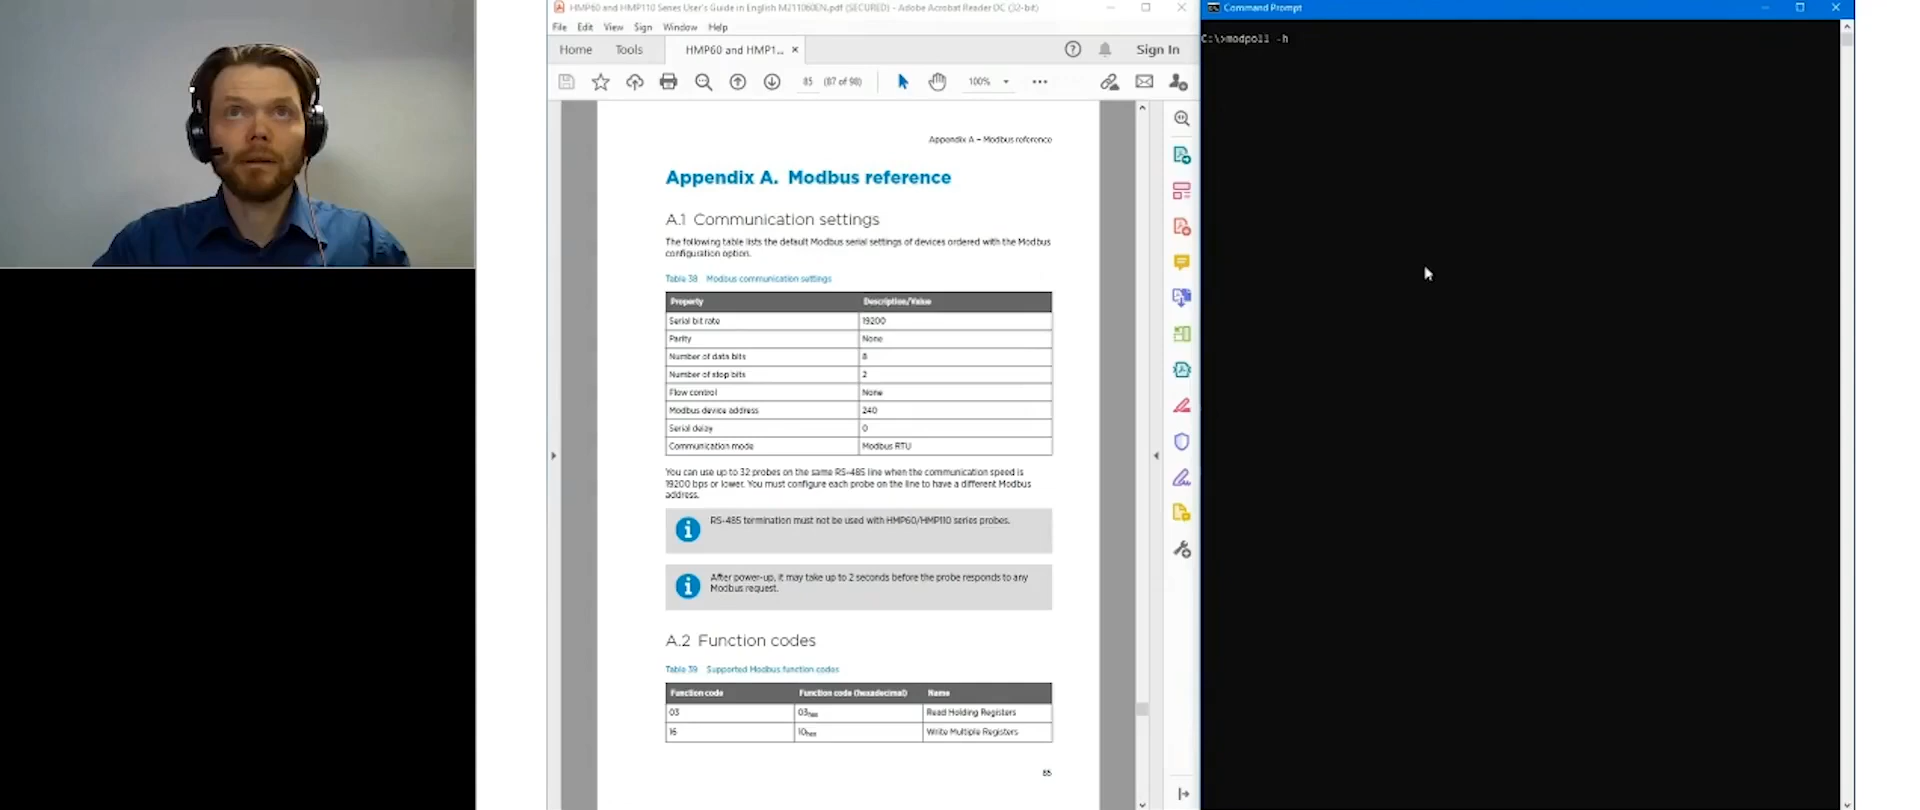 HMP60 and HMP110 Series User's Guide in English M211060EN.pdf (SECURED) - Adobe Acrobat Reader DC (32-bit)
File Edit View Sign Window Help
Home Tools HMP60 and HMP1... × Sign In
85 (87 of 98) 100%
Appendix A – Modbus reference
Appendix A. Modbus reference
A.1 Communication settings
The following table lists the default Modbus serial settings of devices ordered with the Modbus
configuration option.
Table 38 Modbus communication settings
Property Description/Value
Serial bit rate 19200
Parity None
Number of data bits 8
Number of stop bits 2
Flow control None
Modbus device address 240
Serial delay 0
Communication mode Modbus RTU
You can use up to 32 probes on the same RS-485 line when the communication speed is
19200 bps or lower. You must configure each probe on the line to have a different Modbus
address.
RS-485 termination must not be used with HMP60/HMP110 series probes.
After power-up, it may take up to 2 seconds before the probe responds to any
Modbus request.
A.2 Function codes
Table 39 Supported Modbus function codes
Function code Function code (hexadecimal) Name
03 03hex Read Holding Registers
16 10hex Write Multiple Registers
85
Command Prompt
C:\>modpoll -h